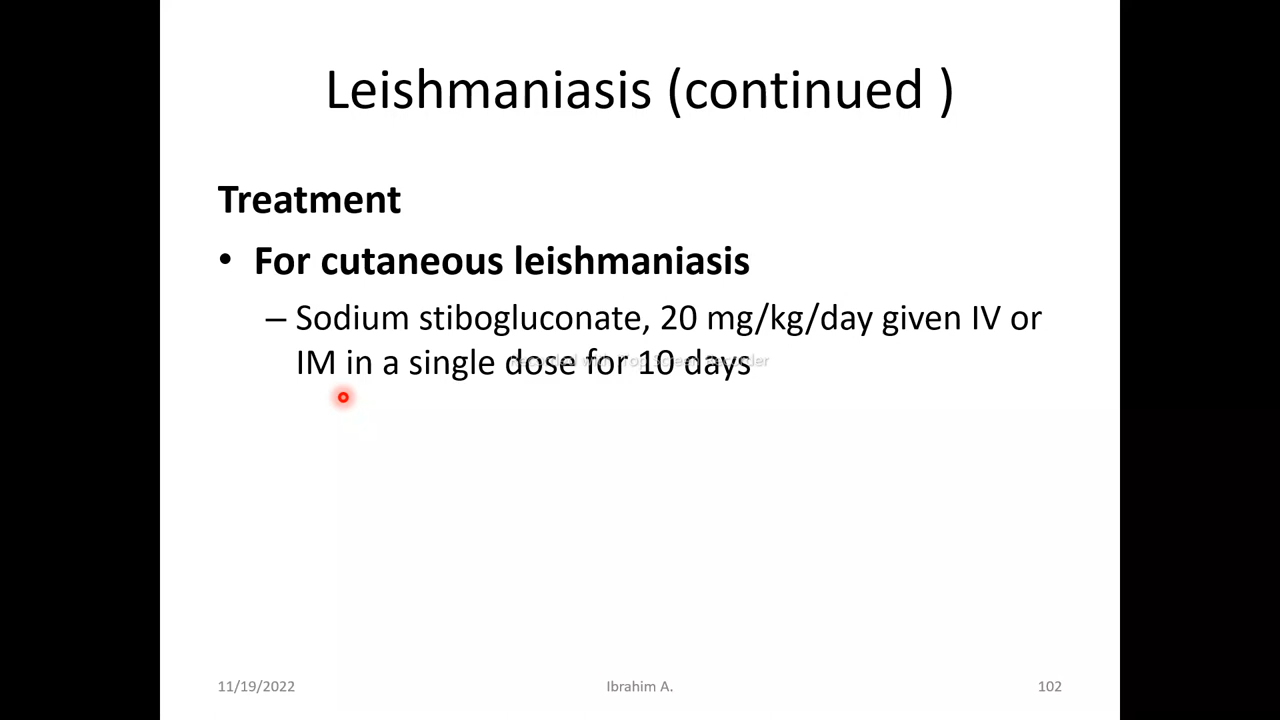 Leishmaniasis (continued )
Treatment
• For cutaneous leishmaniasis
– Sodium stibogluconate, 20 mg/kg/day given IV or
IM in a single dose for 10 days
11/19/2022
Ibrahim A.
102